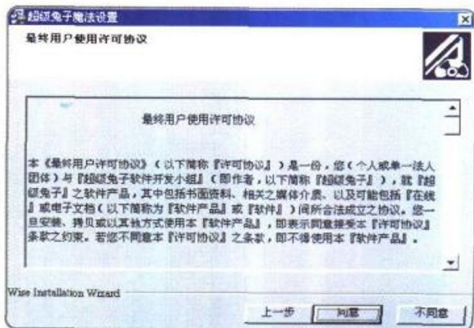 超级兔子魔法设置
最终用户使用许可协议
最终用户使用许可协议
本《最终用户许可协议》（以下简称『许可协议』）是一份，您（个人或单一法人
团体）与『超级兔子软件开发小组』（即作者，以下简称『超级兔子』），就『超
级兔子』之软件产品，其中包括书面资料、相关之媒体介质、以及可能包括『在线
』或电子文档（以下简称为『软件产品』或『软件』）间所合法成立之协议。您一
旦安装、拷贝或以其他方式使用本『软件产品』，即表示同意接受本『许可协议』
条款之约束。若您不同意本『许可协议』之条款，即不得使用本『软件产品』。
Wise Installation Wizard
上一步
同意
不同意